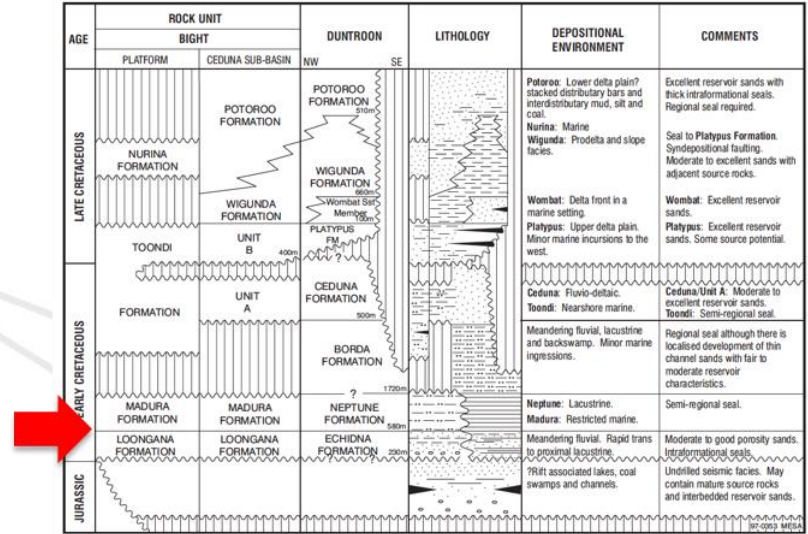 AGE
ROCK UNIT
BIGHT
PLATFORM
CEDUNA SUB-BASIN
DUNTROON
NW
SE
LITHOLOGY
DEPOSITIONAL
ENVIRONMENT
COMMENTS
LATE CRETACEOUS
EARLY CRETACEOUS
JURASSIC
NURINA
FORMATION
TOONDI
FORMATION
MADURA
FORMATION
LOONGANA
FORMATION
POTOROO
FORMATION
WIGUNDA
FORMATION
UNIT
B
400m
UNIT
A
MADURA
FORMATION
LOONGANA
FORMATION
POTOROO
FORMATION
510m
WIGUNDA
FORMATION
660m
Wombat Sst
Member
100m
PLATYPUS
FM
?
CEDUNA
FORMATION
500m
BORDA
FORMATION
?
1720m
NEPTUNE
FORMATION
580m
ECHIDNA
FORMATION
230m
?
?
Potoroo: Lower delta plain?
stacked distributary bars and
interdistributary mud, silt and
coal.
Nurina: Marine
Wigunda: Prodelta and slope
facies.
Wombat: Delta front in a
marine setting.
Platypus: Upper delta plain.
Minor marine incursions to the
west.
Ceduna: Fluvio-deltaic.
Toondi: Nearshore marine.
Meandering fluvial, lacustrine
and backswamp. Minor marine
ingressions.
Neptune: Lacustrine.
Madura: Restricted marine.
Meandering fluvial. Rapid trans
to proximal lacustrine.
?Rift associated lakes, coal
swamps and channels.
Excellent reservoir sands with
thick intraformational seals.
Regional seal required.
Seal to Platypus Formation.
Syndepositional faulting.
Moderate to excellent sands with
adjacent source rocks.
Wombat: Excellent reservoir
sands.
Platypus: Excellent reservoir
sands. Some source potential.
Ceduna/Unit A: Moderate to
excellent reservoir sands.
Toondi: Semi-regional seal.
Regional seal although there is
localised development of thin
channel sands with fair to
moderate reservoir
characteristics.
Semi-regional seal.
Moderate to good porosity sands.
Intraformational seals.
Undrilled seismic facies. May
contain mature source rocks
and interbedded reservoir sands.
97-0353 MESA